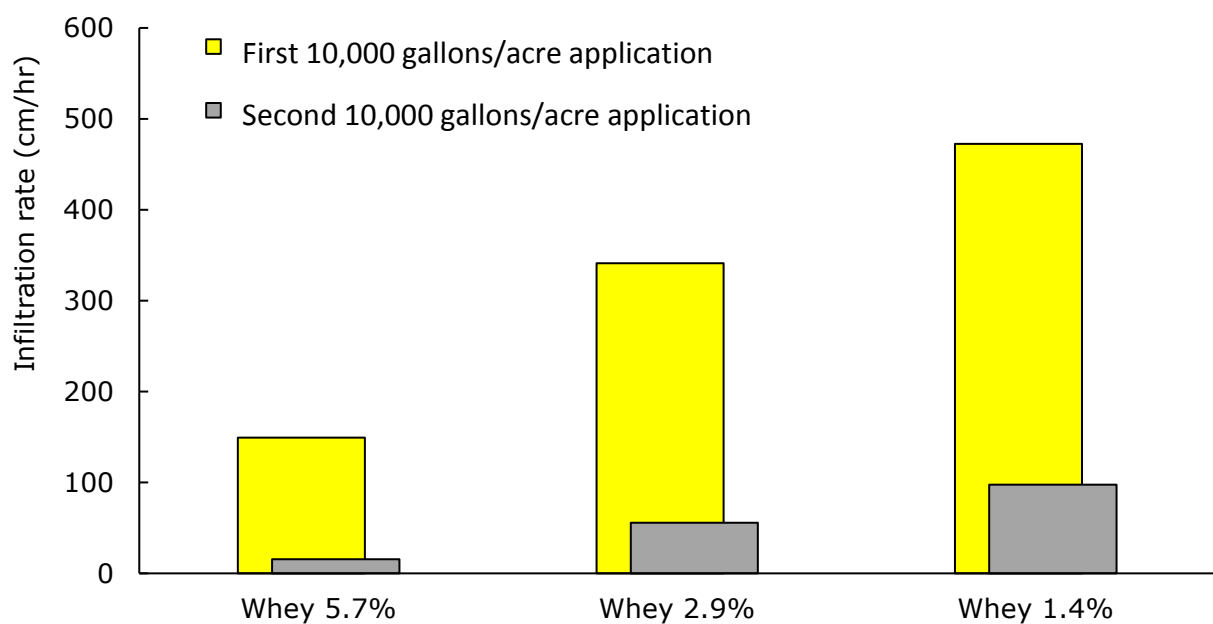 600
First 10,000 gallons/acre application
500
Second 10,000 gallons/acre application
400
300
200
100
0
Infiltration rate (cm/hr)
Whey 5.7%
Whey 2.9%
Whey 1.4%